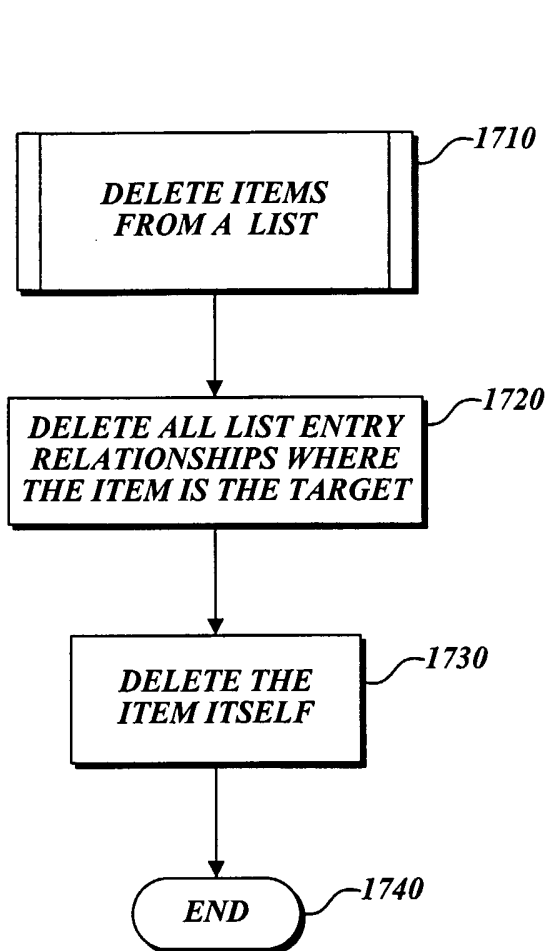 1710
DELETE ITEMS
FROM A LIST
1720
DELETE ALL LIST ENTRY
RELATIONSHIPS WHERE
THE ITEM IS THE TARGET
1730
DELETE THE
ITEM ITSELF
1740
END